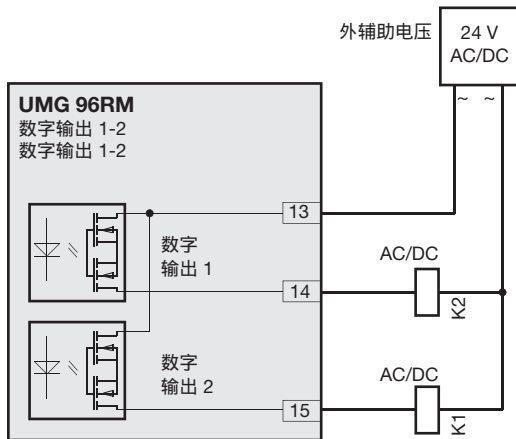 外辅助电压
24 V
AC/DC
~ ~
UMG 96RM
数字输出 1-2
数字输出 1-2
13
数字
输出 1
14
AC/DC
K2
数字
输出 2
15
AC/DC
K1